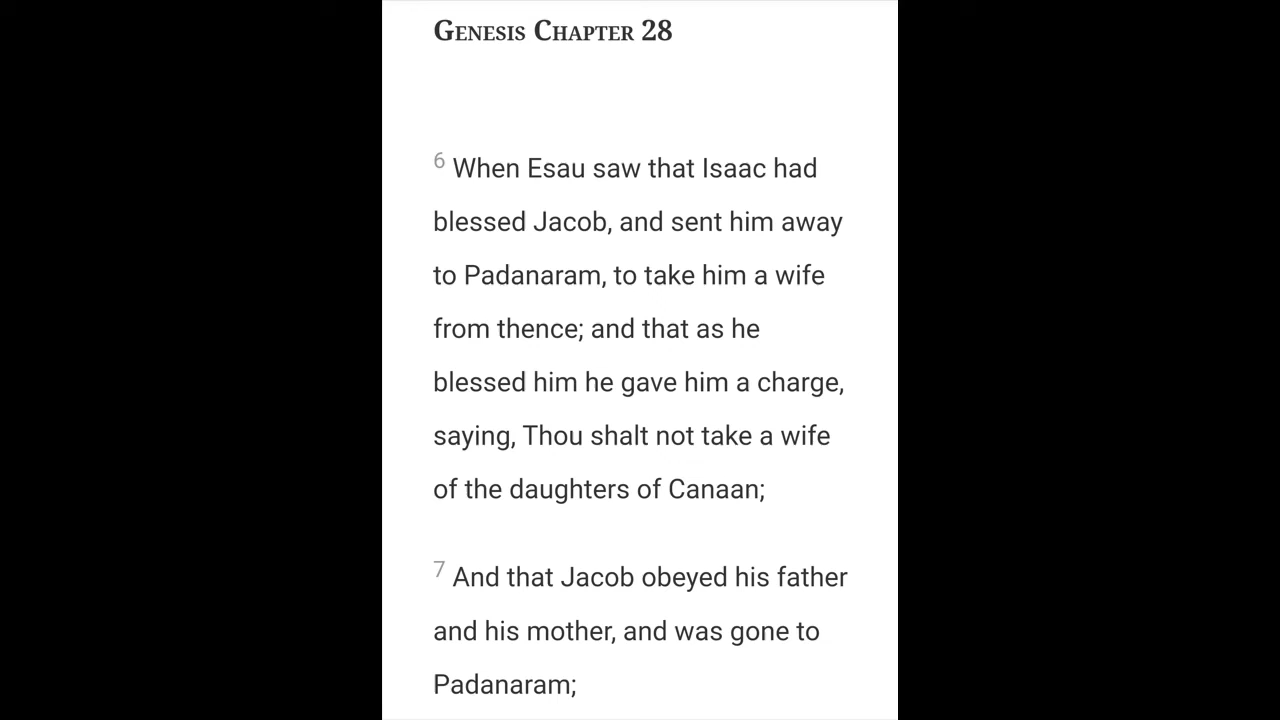 Genesis Chapter 28
6 When Esau saw that Isaac had
blessed Jacob, and sent him away
to Padanaram, to take him a wife
from thence; and that as he
blessed him he gave him a charge,
saying, Thou shalt not take a wife
of the daughters of Canaan;
7 And that Jacob obeyed his father
and his mother, and was gone to
Padanaram;